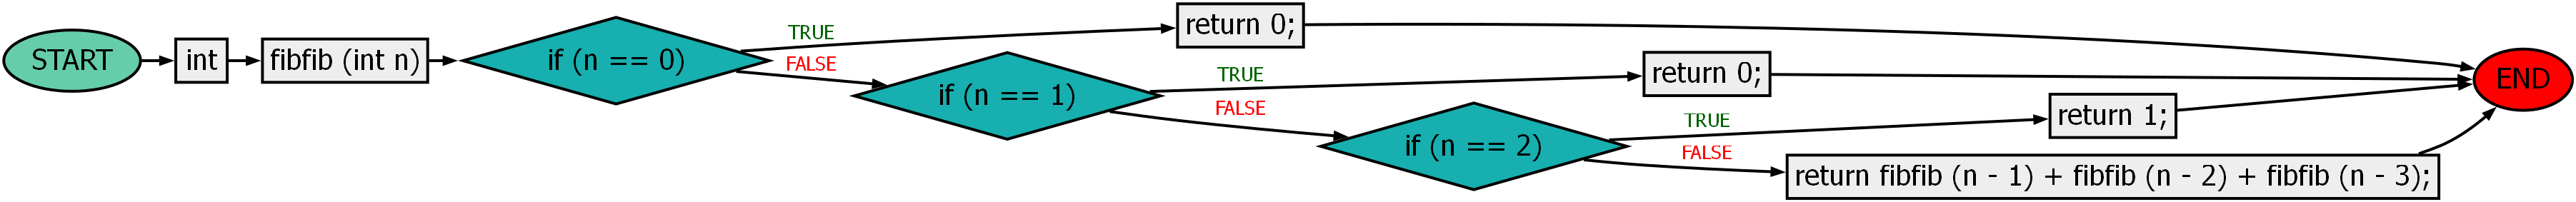 START
int
fibfib (int n)
if (n == 0)
TRUE
FALSE
return 0;
if (n == 1)
TRUE
FALSE
return 0;
if (n == 2)
TRUE
FALSE
return 1;
return fibfib (n - 1) + fibfib (n - 2) + fibfib (n - 3);
END